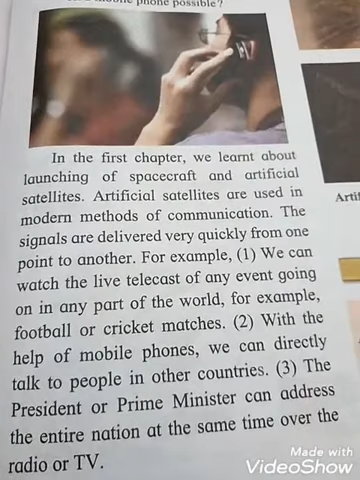 mobile phone possible?
In the first chapter, we learnt about
launching of spacecraft and artificial
satellites. Artificial satellites are used in
modern methods of communication. The
signals are delivered very quickly from one
point to another. For example, (1) We can
watch the live telecast of any event going
on in any part of the world, for example,
football or cricket matches. (2) With the
help of mobile phones, we can directly
talk to people in other countries. (3) The
President or Prime Minister can address
the entire nation at the same time over the
radio or TV.
Artif
Made with
VideoShow